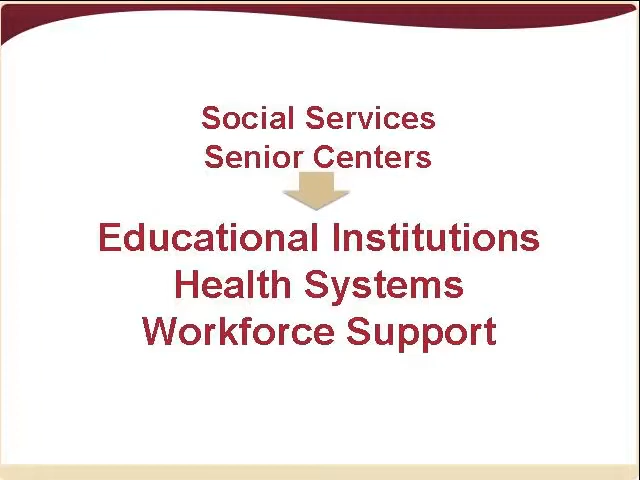 Social Services
Senior Centers
Educational Institutions
Health Systems
Workforce Support